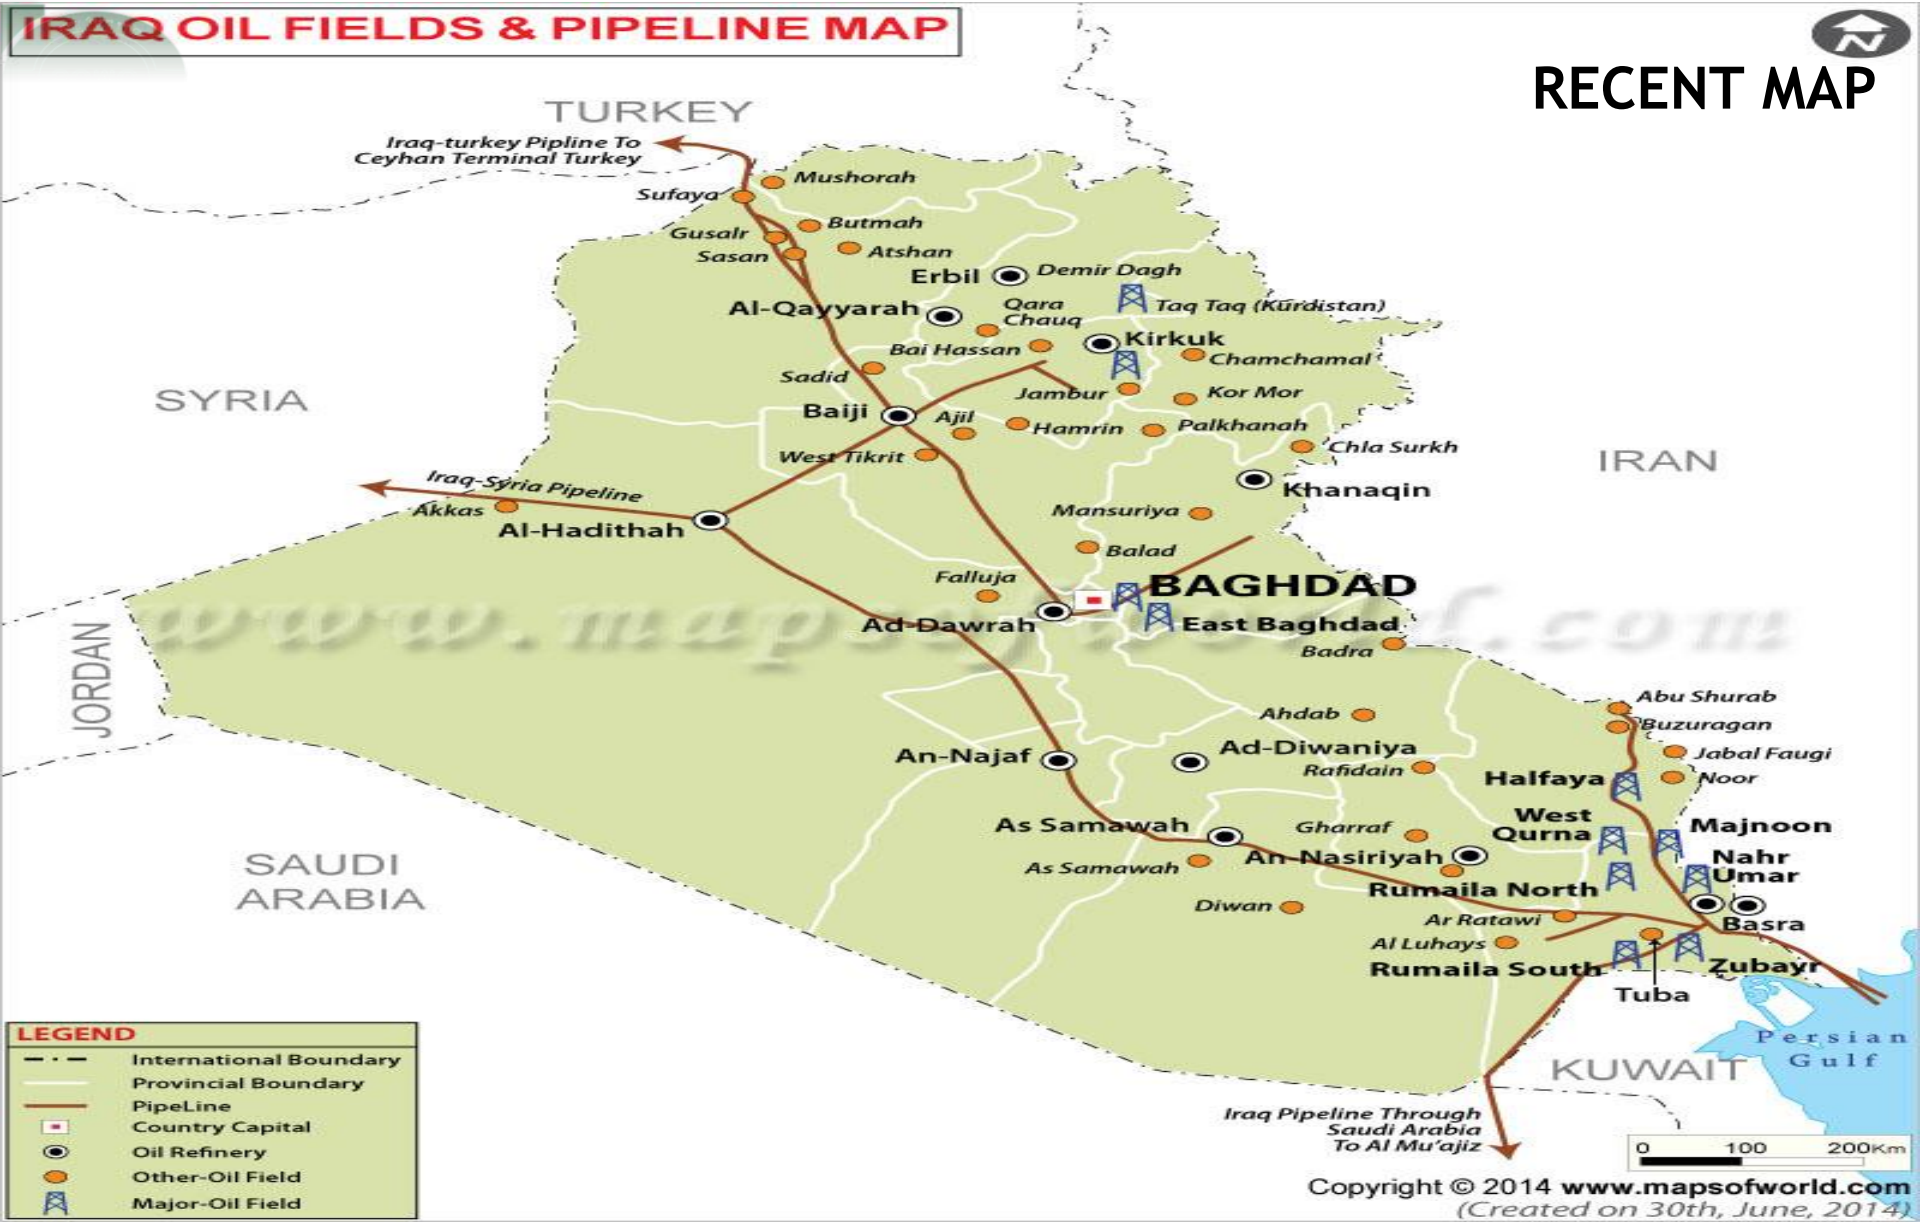 IRAQ OIL FIELDS & PIPELINE MAP
N
RECENT MAP
TURKEY
Iraq-turkey Pipline To
Ceyhan Terminal Turkey
Mushorah
Sufaya
Butmah
Gusalr
Atshan
Sasan
Erbil
Demir Dagh
Al-Qayyarah
Qara
Chauq
Taq Taq (Kurdistan)
Kirkuk
Bai Hassan
Chamchamal
Sadid
Jambur
Kor Mor
SYRIA
Baiji
Ajil
Hamrin
Palkhanah
Chla Surkh
West Tikrit
IRAN
Iraq-Syria Pipeline
Khanaqin
Akkas
Al-Hadithah
Mansuriya
Balad
Falluja
BAGHDAD
www.mapsofworld.com
Ad-Dawrah
East Baghdad
Badra
JORDAN
Abu Shurab
Ahdab
Buzuragan
An-Najaf
Ad-Diwaniya
Jabal Faugi
Rafidain
Halfaya
Noor
West
Qurna
As Samawah
Gharraf
Majnoon
An-Nasiriyah
Nahr
Umar
SAUDI
ARABIA
As Samawah
Rumaila North
Diwan
Ar Ratawi
Basra
Al Luhays
Rumaila South
Zubayr
Tuba
Persian
Gulf
KUWAIT
Iraq Pipeline Through
Saudi Arabia
To Al Mu'ajiz
LEGEND
International Boundary
Provincial Boundary
PipeLine
Country Capital
Oil Refinery
Other-Oil Field
Major-Oil Field
0 100 200Km
Copyright © 2014 www.mapsofworld.com
(Created on 30th, June, 2014)